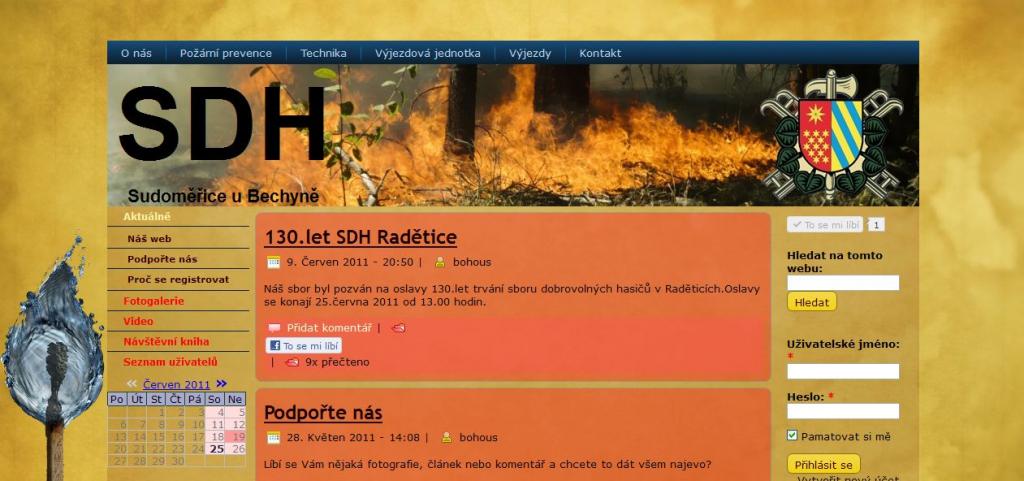 O nás Požární prevence Technika Výjezdová jednotka Výjezdy Kontakt
SDH
Sudoměřice u Bechyně
Aktuálně
Náš web
Podpořte nás
Proč se registrovat
Fotogalerie
Video
Návštěvní kniha
Seznam uživatelů
« Červen 2011 »
Po Út St Čt Pá So Ne
1 2 3 4 5
6 7 8 9 10 11 12
13 14 15 16 17 18 19
20 21 22 23 24 25 26
27 28 29 30
130.let SDH Radětice
9. Červen 2011 - 20:50 | bohous
Náš sbor byl pozván na oslavy 130.let trvání sboru dobrovolných hasičů v Raděticích.Oslavy
se konají 25.června 2011 od 13.00 hodin.
Přidat komentář |
To se mi líbí
| 9x přečteno
Podpořte nás
28. Květen 2011 - 14:08 | bohous
Líbí se Vám nějaká fotografie, článek nebo komentář a chcete to dát všem najevo?
To se mi líbí 1
Hledat na tomto
webu:
Hledat
Uživatelské jméno:
*
Heslo: *
Pamatovat si mě
Přihlásit se
Vytvořit nový účet